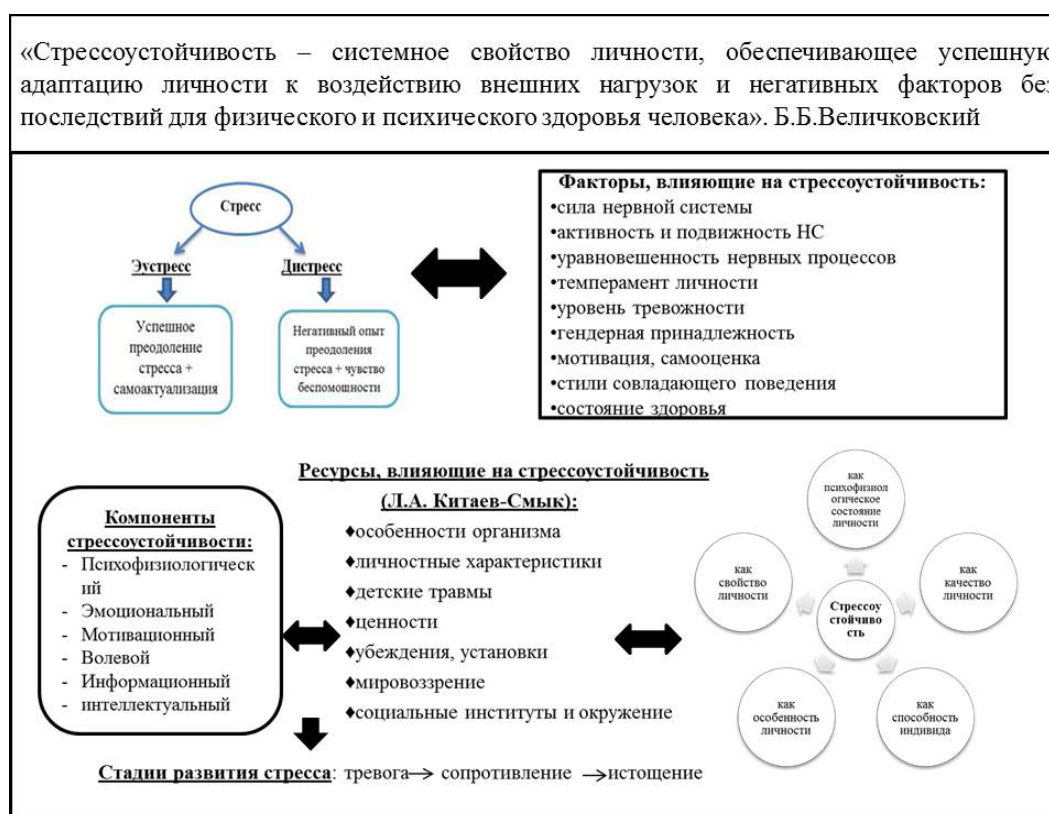 «Стрессоустойчивость – системное свойство личности, обеспечивающее успешную
адаптацию личности к воздействию внешних нагрузок и негативных факторов без
последствий для физического и психического здоровья человека». Б.Б.Величковский
Стресс
Эустресс
Дистресс
Успешное
преодоление
стресса +
самоактуализация
Негативный опыт
преодоления
стресса + чувство
беспомощности
Факторы, влияющие на стрессоустойчивость:
•сила нервной системы
•активность и подвижность НС
•уравновешенность нервных процессов
•темперамент личности
•уровень тревожности
•гендерная принадлежность
•мотивация, самооценка
•стили совладающего поведения
•состояние здоровья
Компоненты
стрессоустойчивости:
- Психофизиологическ
ий
- Эмоциональный
- Мотивационный
- Волевой
- Информационный
- интеллектуальный
Ресурсы, влияющие на стрессоустойчивость
(Л.А. Китаев-Смык):
♦особенности организма
♦личностные характеристики
♦детские травмы
♦ценности
♦убеждения, установки
♦мировоззрение
♦социальные институты и окружение
как
психофизиол
огическое
состояние
личности
как
свойство
личности
как
качество
личности
Стрессоу
стойчиво
сть
как
особенность
личности
как
способность
индивида
Стадии развития стресса: тревога→ сопротивление →истощение